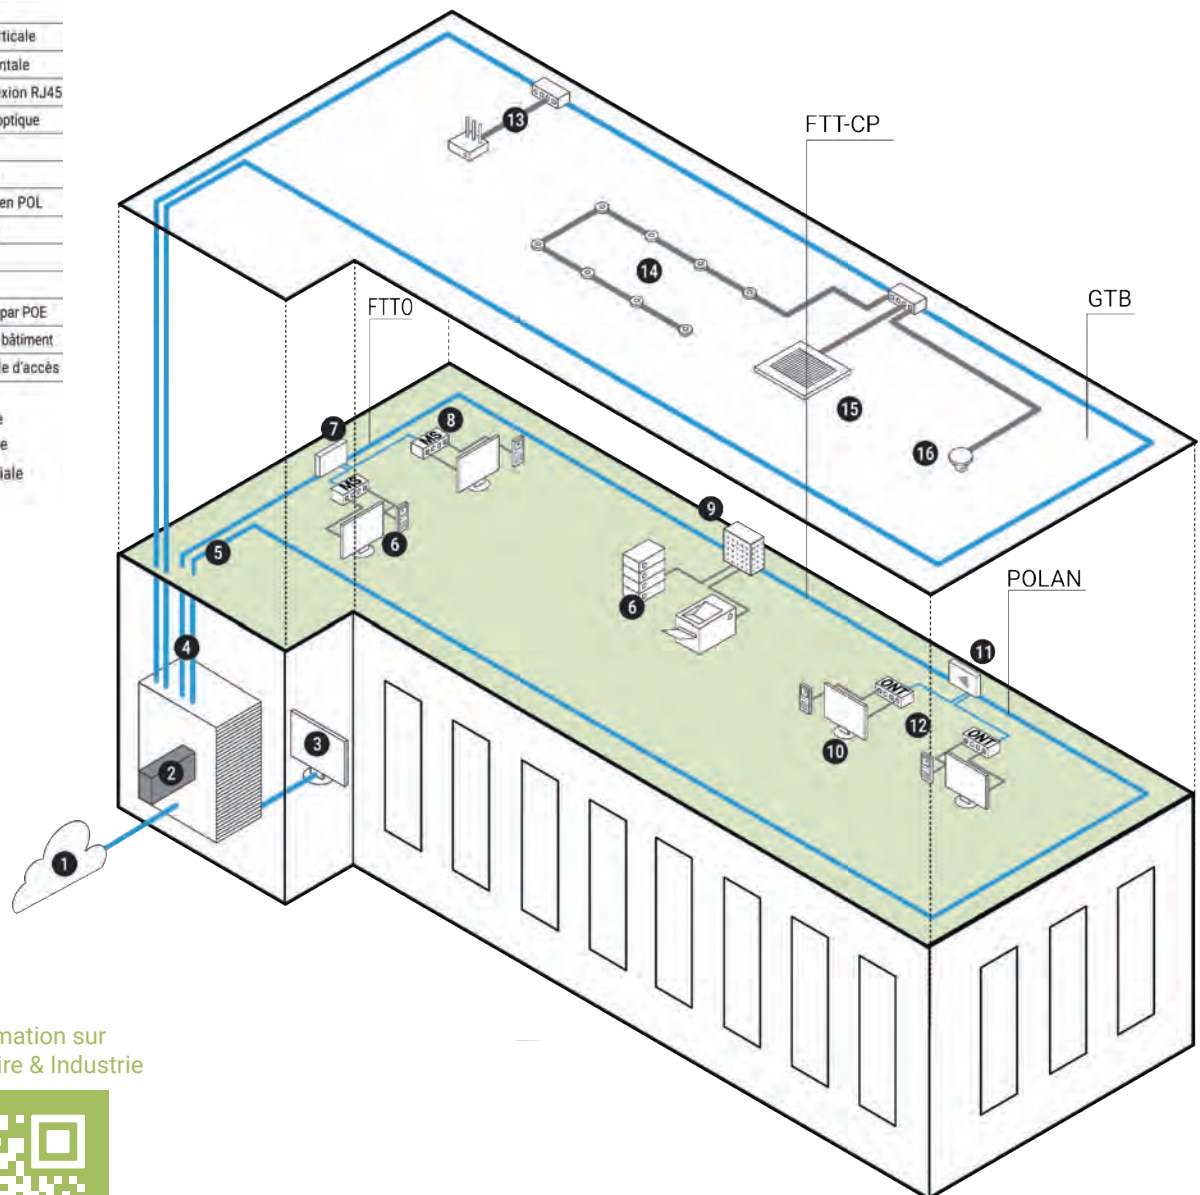 rticale
ntale
exion RJ45
optique
en POL
par POE
bâtiment
le d'accès
e
e
iale
13
FTT-CP
14
GTB
FTTO
15
7
8
MS
16
MS
9
5
6
POLAN
6
4
11
ONT
12
3
10
ONT
2
1
mation sur
ire & Industrie